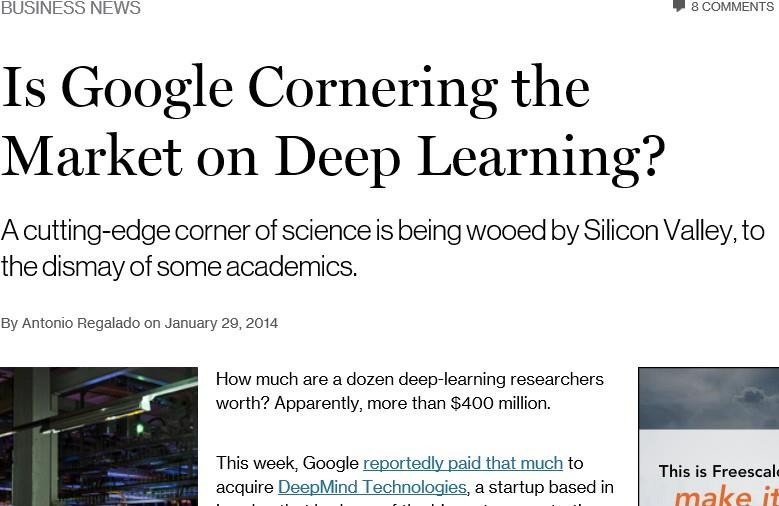 BUSINESS NEWS
8 COMMENTS
Is Google Cornering the
Market on Deep Learning?
A cutting-edge corner of science is being wooed by Silicon Valley, to
the dismay of some academics.
By Antonio Regalado on January 29, 2014
How much are a dozen deep-learning researchers
worth? Apparently, more than $400 million.
This week, Google reportedly paid that much to
acquire DeepMind Technologies, a startup based in
This is Freescal
make it